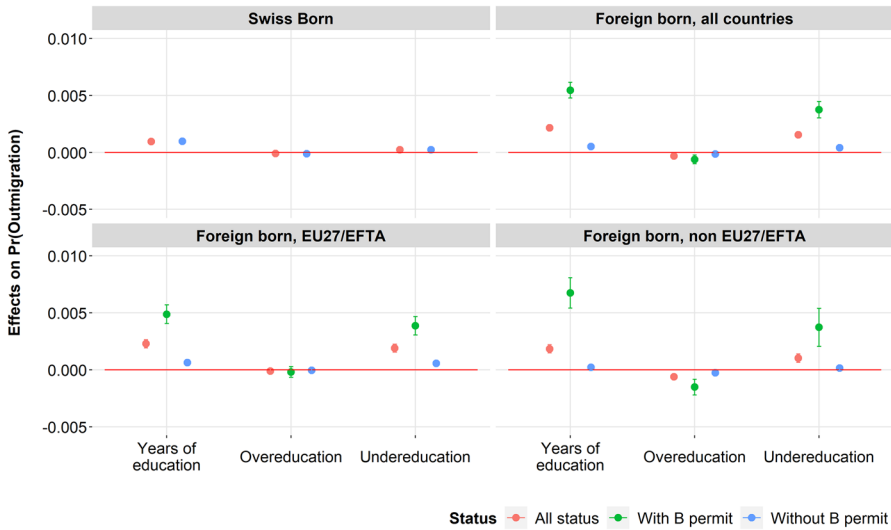 Swiss Born
Foreign born, all countries
0.010
0.005
0.000
-0.005
Foreign born, EU27/EFTA
Foreign born, non EU27/EFTA
0.010
0.005
0.000
-0.005
Effects on Pr(Outmigration)
Years of
education
Overeducation
Undereducation
Years of
education
Overeducation
Undereducation
Status
All status
With B permit
Without B permit